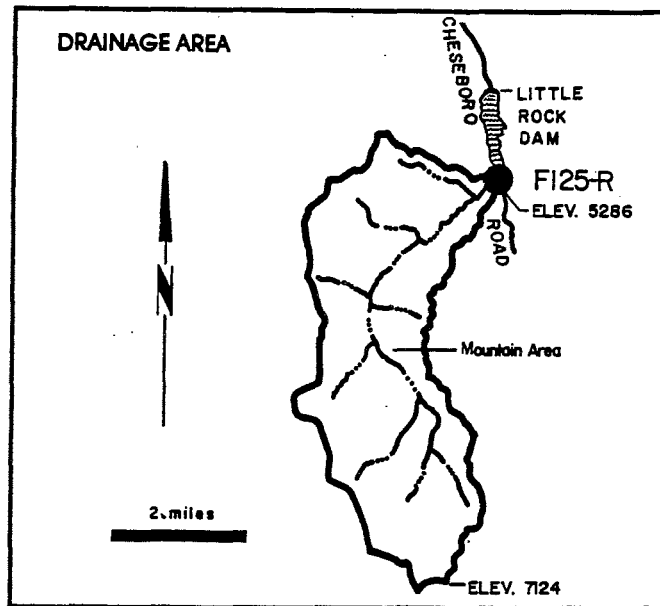 DRAINAGE AREA
CHESEBORO
ROAD
LITTLE
ROCK
DAM
F125-R
ELEV. 5286
N
Mountain Area
2 miles
ELEV. 7124